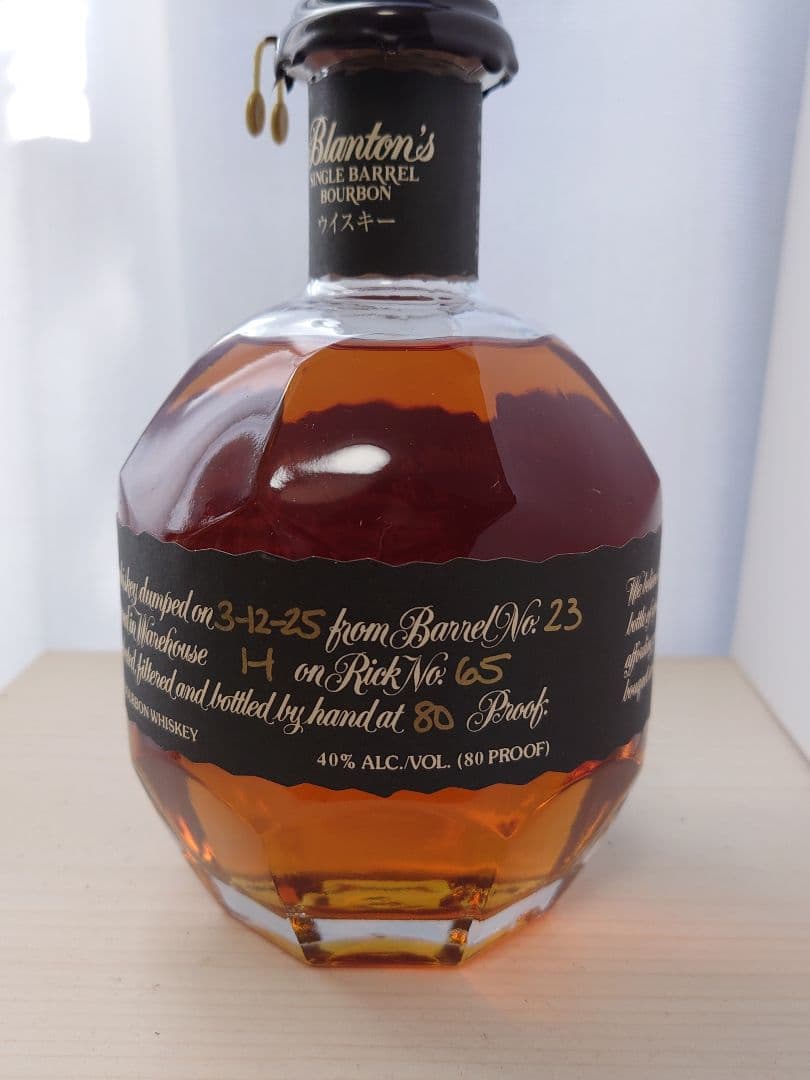 Blanton's
SINGLE BARREL
BOURBON
ウイスキー
dumped on 3-12-25 from Barrel No. 23
in Warehouse H on Rick No. 65
filtered and bottled by hand at 80 Proof.
BOURBON WHISKEY
40% ALC./VOL. (80 PROOF)